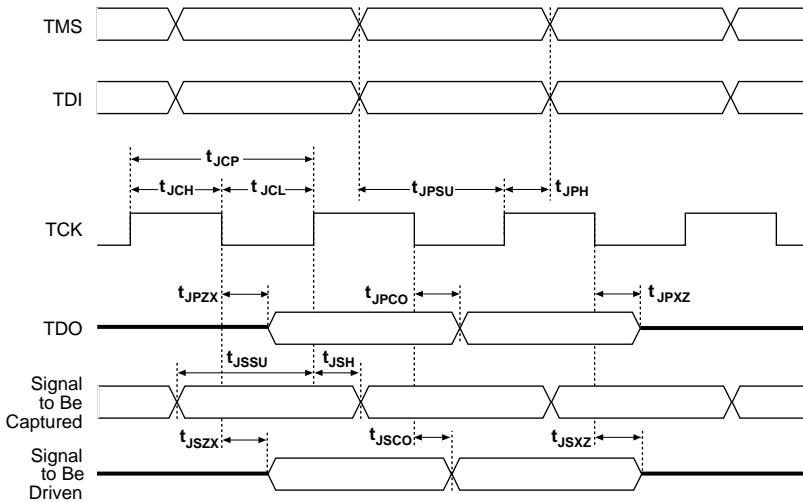 TMS
TDI
tJCP
tJCH
tJCL
tJPSU
tJPH
TCK
tJPZX
tJPCO
tJPXZ
TDO
tJSSU
tJSH
Signal
to Be
Captured
tJSZX
tJSCO
tJSXZ
Signal
to Be
Driven